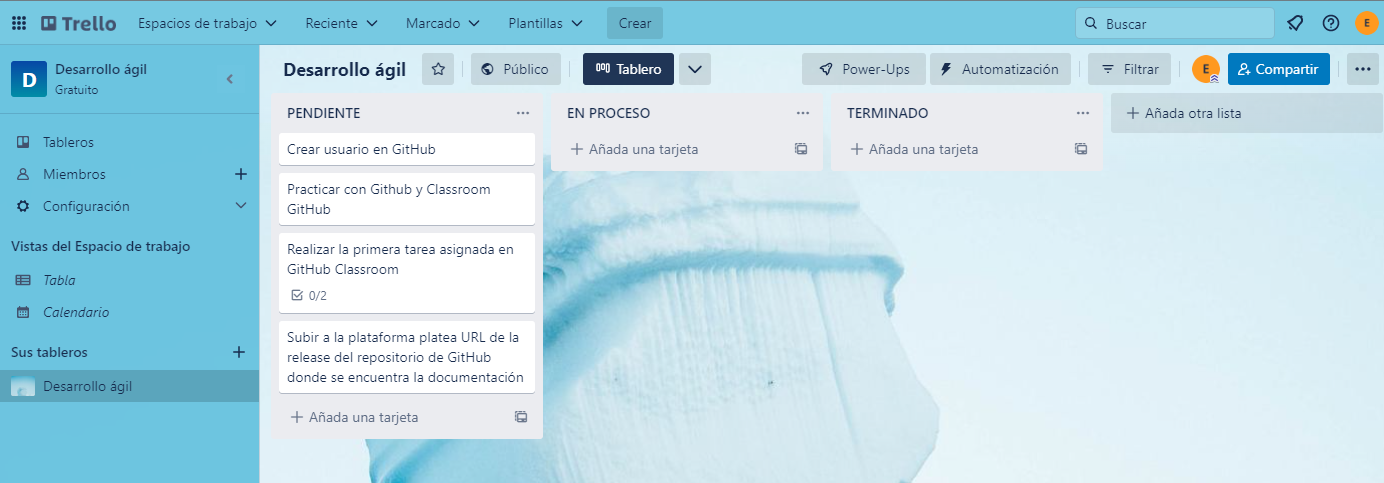 Trello
Espacios de trabajo
Reciente
Marcado
Plantillas
Crear
Buscar
E
D
Desarrollo ágil
Gratuito
Tableros
Miembros
Configuración
Vistas del Espacio de trabajo
Tabla
Calendario
Sus tableros
Desarrollo ágil
Desarrollo ágil
Público
Tablero
Power-Ups
Automatización
Filtrar
E
Compartir
PENDIENTE
Crear usuario en GitHub
Practicar con Github y Classroom
GitHub
Realizar la primera tarea asignada en
GitHub Classroom
0/2
Subir a la plataforma platea URL de la
release del repositorio de GitHub
donde se encuentra la documentación
Añada una tarjeta
EN PROCESO
Añada una tarjeta
TERMINADO
Añada una tarjeta
Añada otra lista